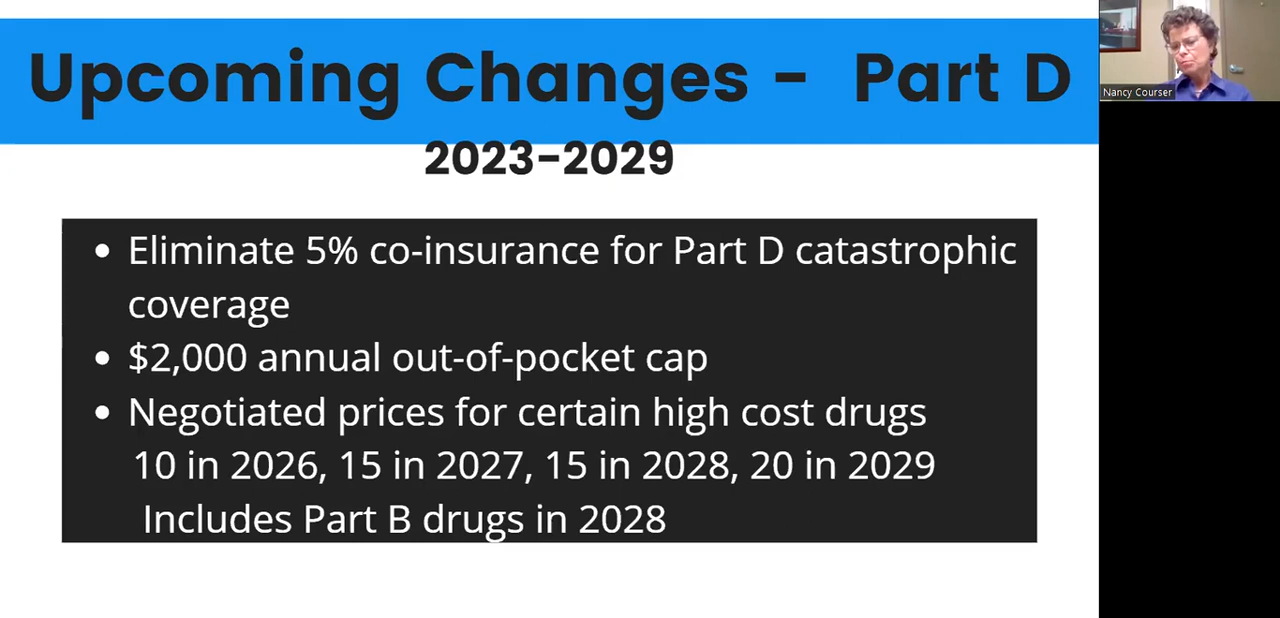 Upcoming Changes - Part D
2023-2029
• Eliminate 5% co-insurance for Part D catastrophic
coverage
• $2,000 annual out-of-pocket cap
• Negotiated prices for certain high cost drugs
10 in 2026, 15 in 2027, 15 in 2028, 20 in 2029
Includes Part B drugs in 2028
Nancy Courser